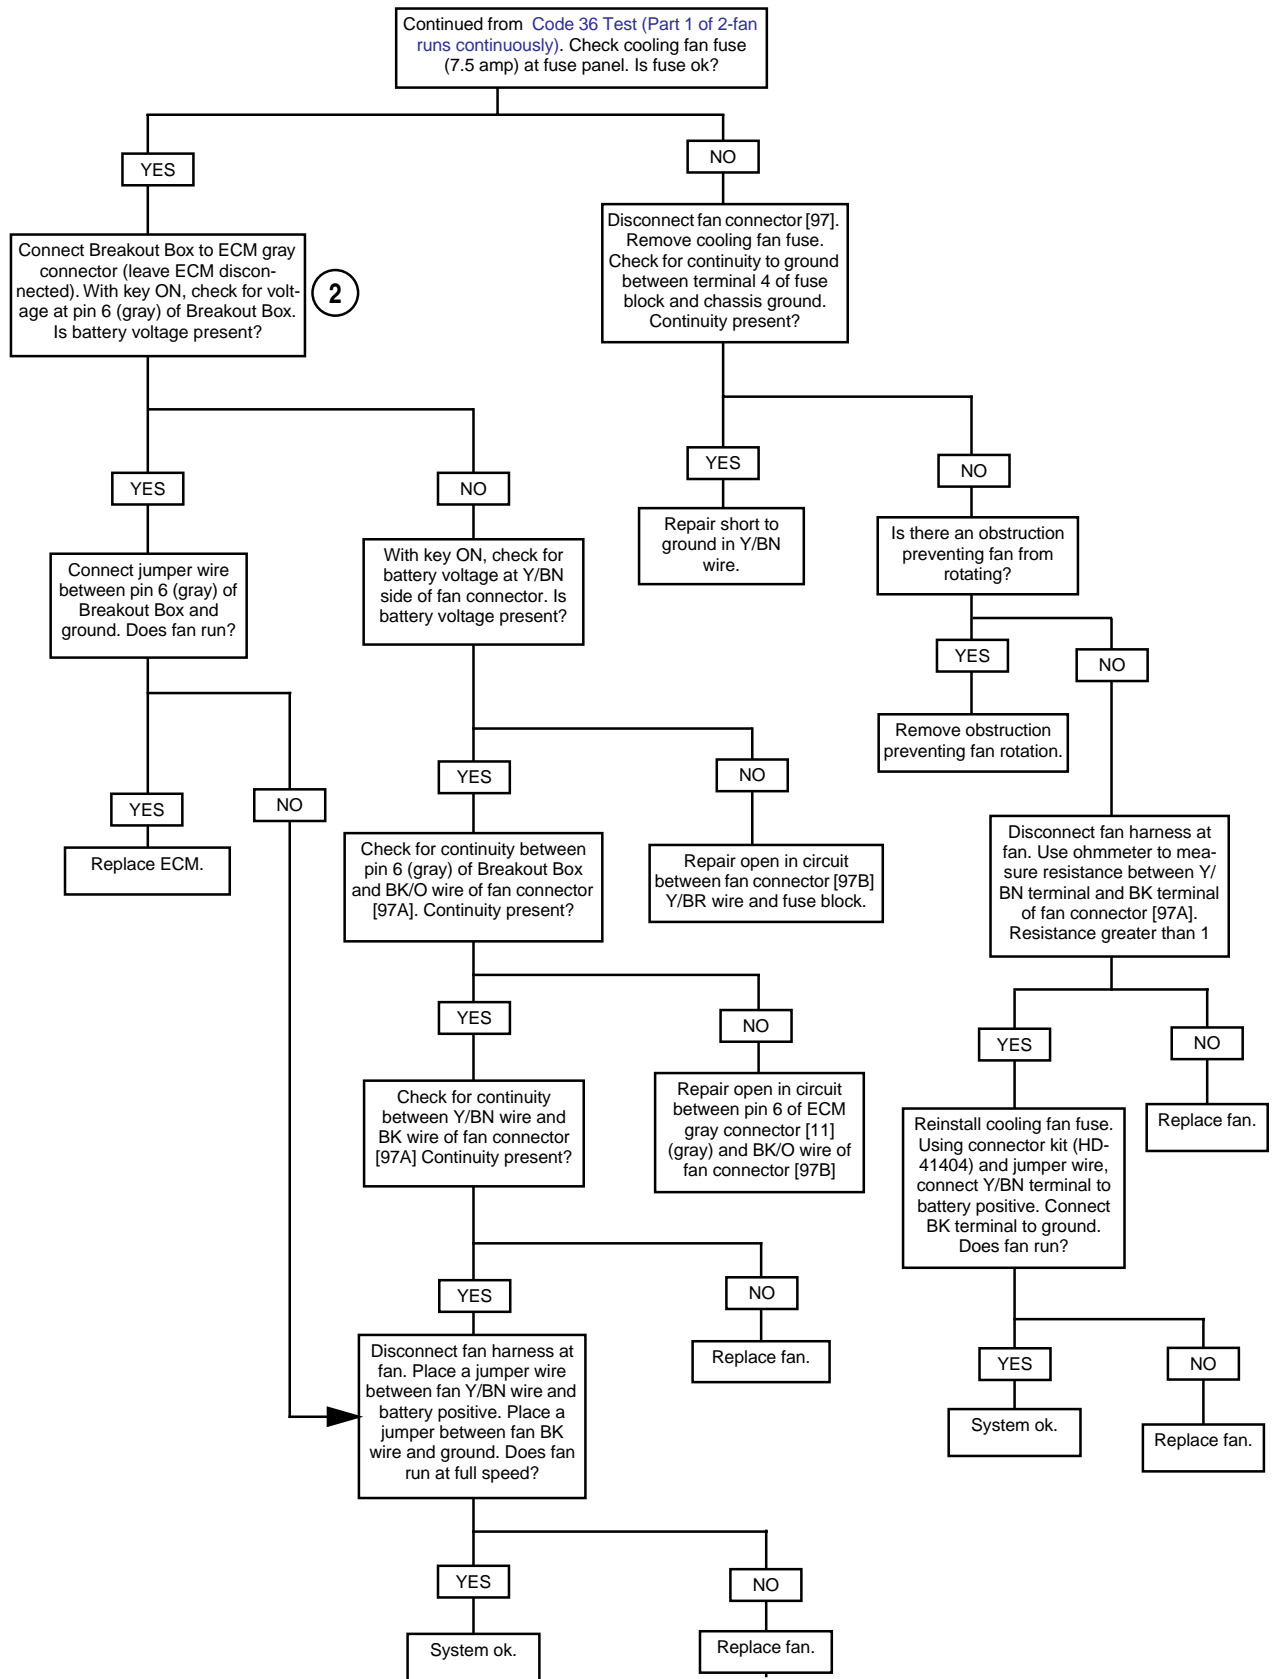 Continued from Code 36 Test (Part 1 of 2-fan
runs continuously). Check cooling fan fuse
(7.5 amp) at fuse panel. Is fuse ok?
YES
NO
Connect Breakout Box to ECM gray
connector (leave ECM discon-
nected). With key ON, check for volt-
age at pin 6 (gray) of Breakout Box.
Is battery voltage present?
2
Disconnect fan connector [97].
Remove cooling fan fuse.
Check for continuity to ground
between terminal 4 of fuse
block and chassis ground.
Continuity present?
YES
NO
YES
NO
Connect jumper wire
between pin 6 (gray) of
Breakout Box and
ground. Does fan run?
With key ON, check for
battery voltage at Y/BN
side of fan connector. Is
battery voltage present?
Repair short to
ground in Y/BN
wire.
Is there an obstruction
preventing fan from
rotating?
YES
NO
Remove obstruction
preventing fan rotation.
YES
NO
YES
NO
Replace ECM.
Check for continuity between
pin 6 (gray) of Breakout Box
and BK/O wire of fan connector
[97A]. Continuity present?
Repair open in circuit
between fan connector [97B]
Y/BR wire and fuse block.
Disconnect fan harness at
fan. Use ohmmeter to mea-
sure resistance between Y/
BN terminal and BK terminal
of fan connector [97A].
Resistance greater than 1
YES
NO
YES
NO
Check for continuity
between Y/BN wire and
BK wire of fan connector
[97A] Continuity present?
Repair open in circuit
between pin 6 of ECM
gray connector [11]
(gray) and BK/O wire of
fan connector [97B]
Reinstall cooling fan fuse.
Using connector kit (HD-
41404) and jumper wire,
connect Y/BN terminal to
battery positive. Connect
BK terminal to ground.
Does fan run?
Replace fan.
YES
NO
Replace fan.
YES
NO
System ok.
Replace fan.
Disconnect fan harness at
fan. Place a jumper wire
between fan Y/BN wire and
battery positive. Place a
jumper between fan BK
wire and ground. Does fan
run at full speed?
YES
NO
System ok.
Replace fan.